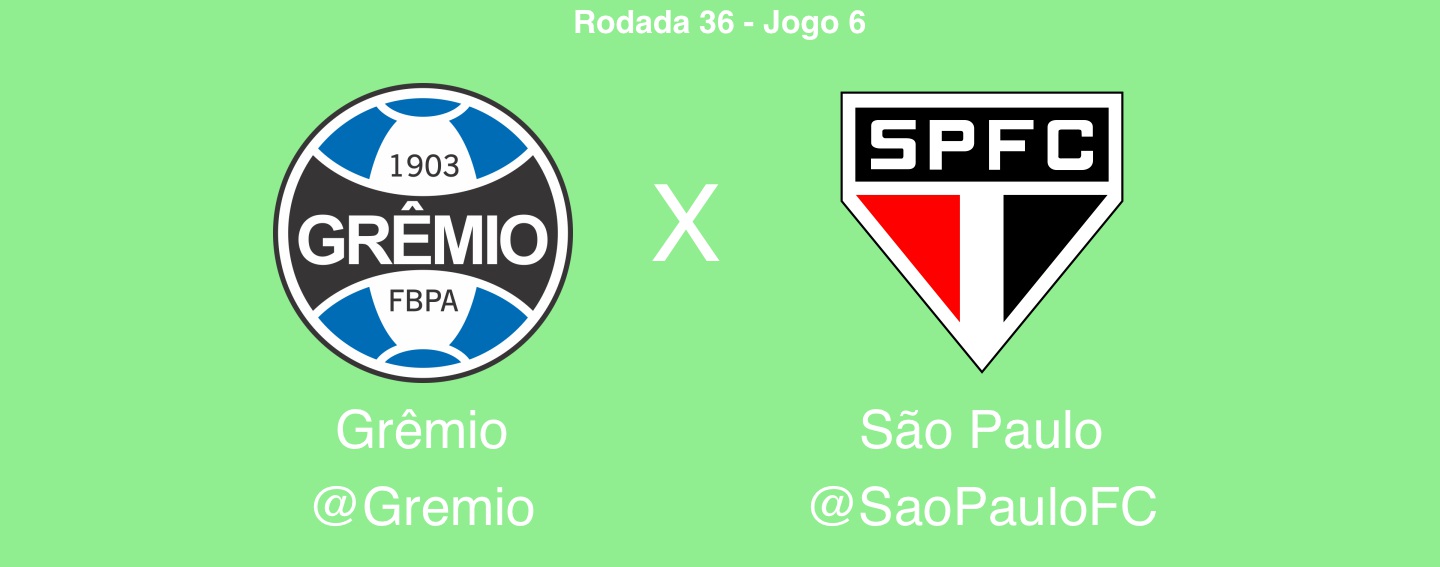 Rodada 36 - Jogo 6
1903
GRÊMIO
FBPA
X
SPFC
Grêmio
São Paulo
@Gremio
@SaoPauloFC